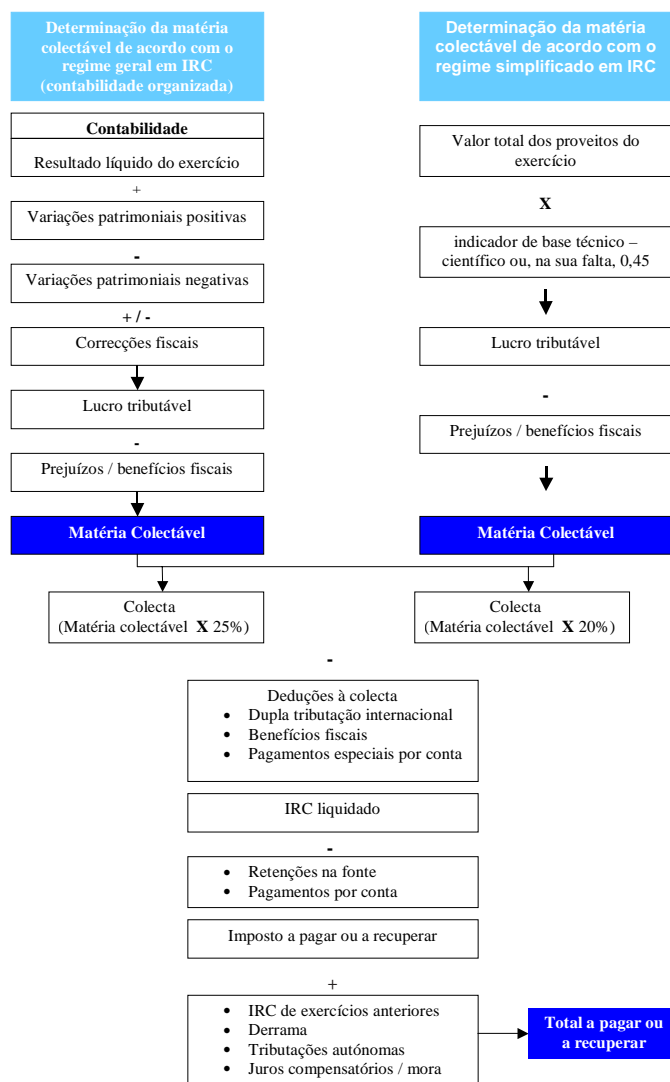 Determinação da matéria
colectável de acordo com o
regime geral em IRC
(contabilidade organizada)
Contabilidade
Resultado líquido do exercício
+
Variações patrimoniais positivas
-
Variações patrimoniais negativas
+ / -
Correcções fiscais
Lucro tributável
-
Prejuízos / benefícios fiscais
Matéria Colectável
Colecta
(Matéria colectável X 25%)
Determinação da matéria
colectável de acordo com o
regime simplificado em IRC
Valor total dos proveitos do
exercício
X
indicador de base técnico –
científico ou, na sua falta, 0,45
Lucro tributável
-
Prejuízos / benefícios fiscais
Matéria Colectável
Colecta
(Matéria colectável X 20%)
-
Deduções à colecta
• Dupla tributação internacional
• Benefícios fiscais
• Pagamentos especiais por conta
IRC liquidado
-
• Retenções na fonte
• Pagamentos por conta
Imposto a pagar ou a recuperar
+
• IRC de exercícios anteriores
• Derrama
• Tributações autónomas
• Juros compensatórios / mora
Total a pagar ou
a recuperar